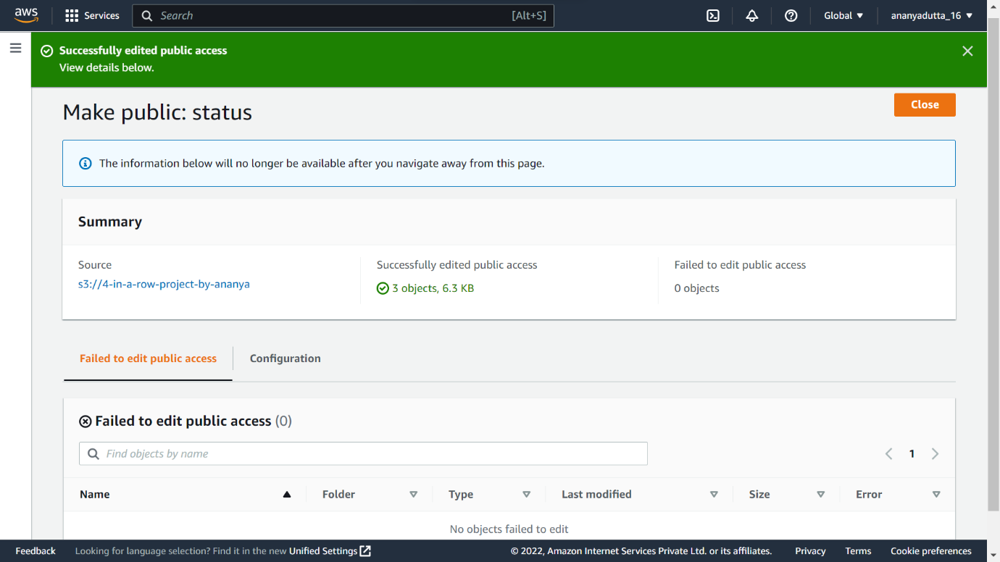 aws
Services
Search
[Alt+S]
Global
ananyadutta_16
Successfully edited public access
View details below.
Make public: status
Close
The information below will no longer be available after you navigate away from this page.
Summary
Source
s3://4-in-a-row-project-by-ananya
Successfully edited public access
3 objects, 6.3 KB
Failed to edit public access
0 objects
Failed to edit public access
Configuration
Failed to edit public access (0)
Find objects by name
1
Name
Folder
Type
Last modified
Size
Error
No objects failed to edit
Feedback
Looking for language selection? Find it in the new Unified Settings
© 2022, Amazon Internet Services Private Ltd. or its affiliates.
Privacy
Terms
Cookie preferences